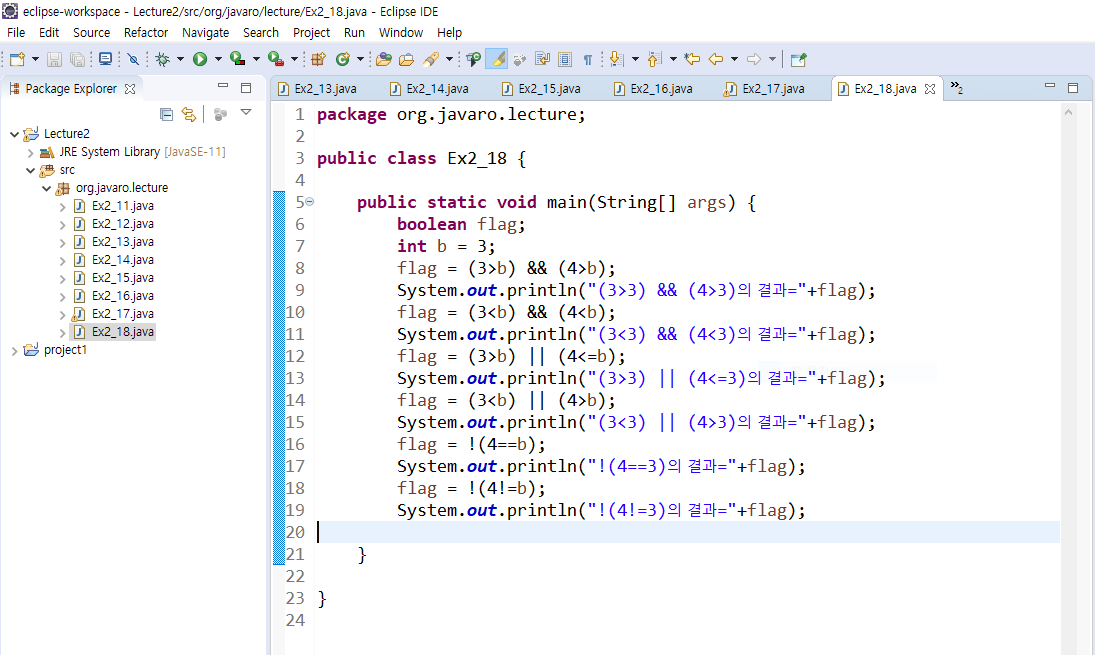 eclipse-workspace - Lecture2/src/org/javaro/lecture/Ex2_18.java - Eclipse IDE
File Edit Source Refactor Navigate Search Project Run Window Help
Package Explorer
Lecture2
JRE System Library [JavaSE-11]
src
org.javaro.lecture
Ex2_11.java
Ex2_12.java
Ex2_13.java
Ex2_14.java
Ex2_15.java
Ex2_16.java
Ex2_17.java
Ex2_18.java
project1
Ex2_13.java Ex2_14.java Ex2_15.java Ex2_16.java Ex2_17.java Ex2_18.java »2
1 package org.javaro.lecture;
2
3 public class Ex2_18 {
4
5     public static void main(String[] args) {
6         boolean flag;
7         int b = 3;
8         flag = (3>b) && (4>b);
9         System.out.println("(3>3) && (4>3)의 결과="+flag);
10         flag = (3<b) && (4<b);
11         System.out.println("(3<3) && (4<3)의 결과="+flag);
12         flag = (3>b) || (4<=b);
13         System.out.println("(3>3) || (4<=3)의 결과="+flag);
14         flag = (3<b) || (4>b);
15         System.out.println("(3<3) || (4>3)의 결과="+flag);
16         flag = !(4==b);
17         System.out.println("!(4==3)의 결과="+flag);
18         flag = !(4!=b);
19         System.out.println("!(4!=3)의 결과="+flag);
20
21     }
22
23 }
24